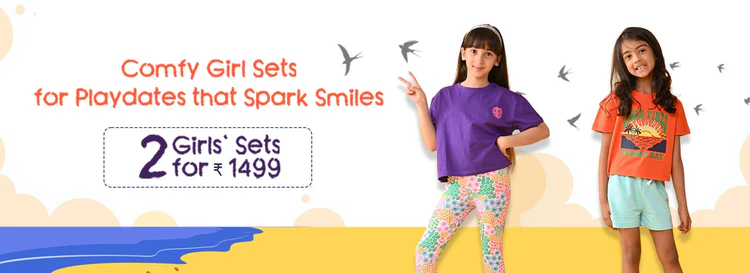 Comfy Girl Sets
for Playdates that Spark Smiles
2 Girls' Sets
for ₹ 1499